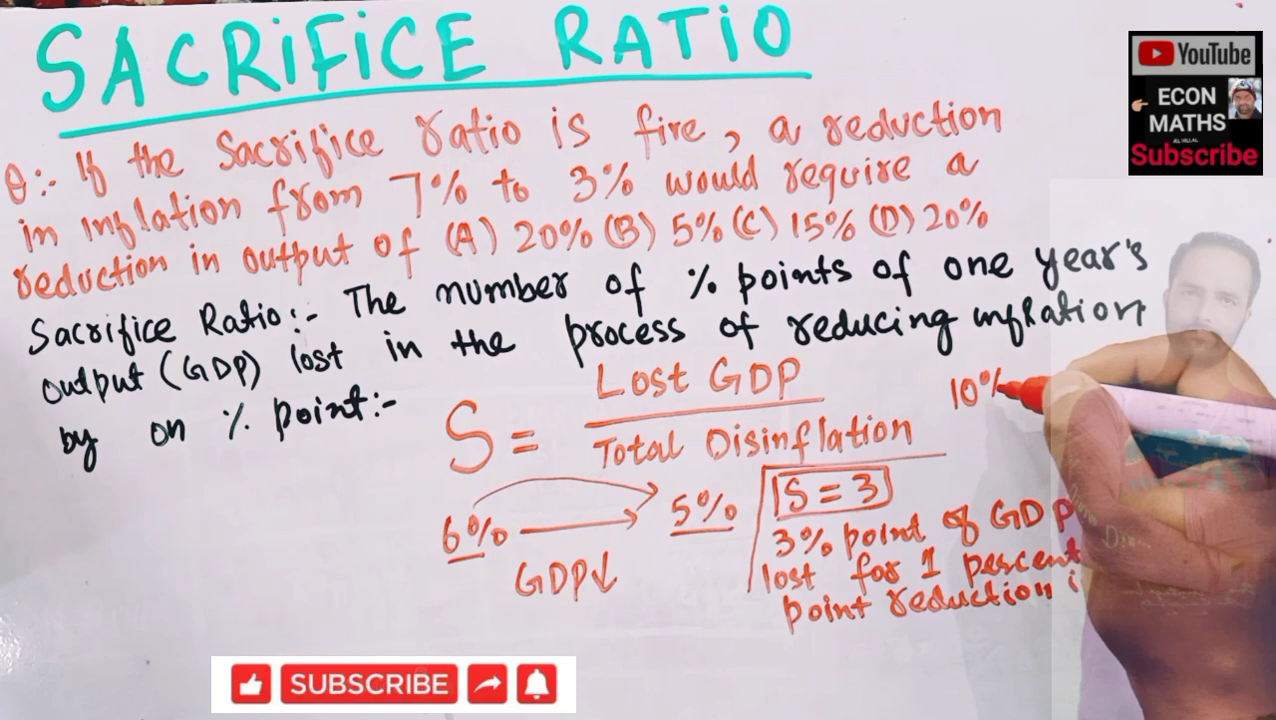 SACRIFICE RATIO
YouTube
ECON
MATHS
Subscribe
Q:- If the Sacrifice ratio is fire, a reduction
in inflation from 7% to 3% would require a
reduction in output of (A) 20% (B) 5% (C) 15% (D) 20%
Sacrifice Ratio:- The number of % points of one year's
output (GDP) lost in the process of reducing inflation
by on % point:-
S = Lost GDP
Total Disinflation
10%
6% → 5%
GDP↓
S = 3
3% point of GDP
lost for 1 percent
point reduction i
SUBSCRIBE